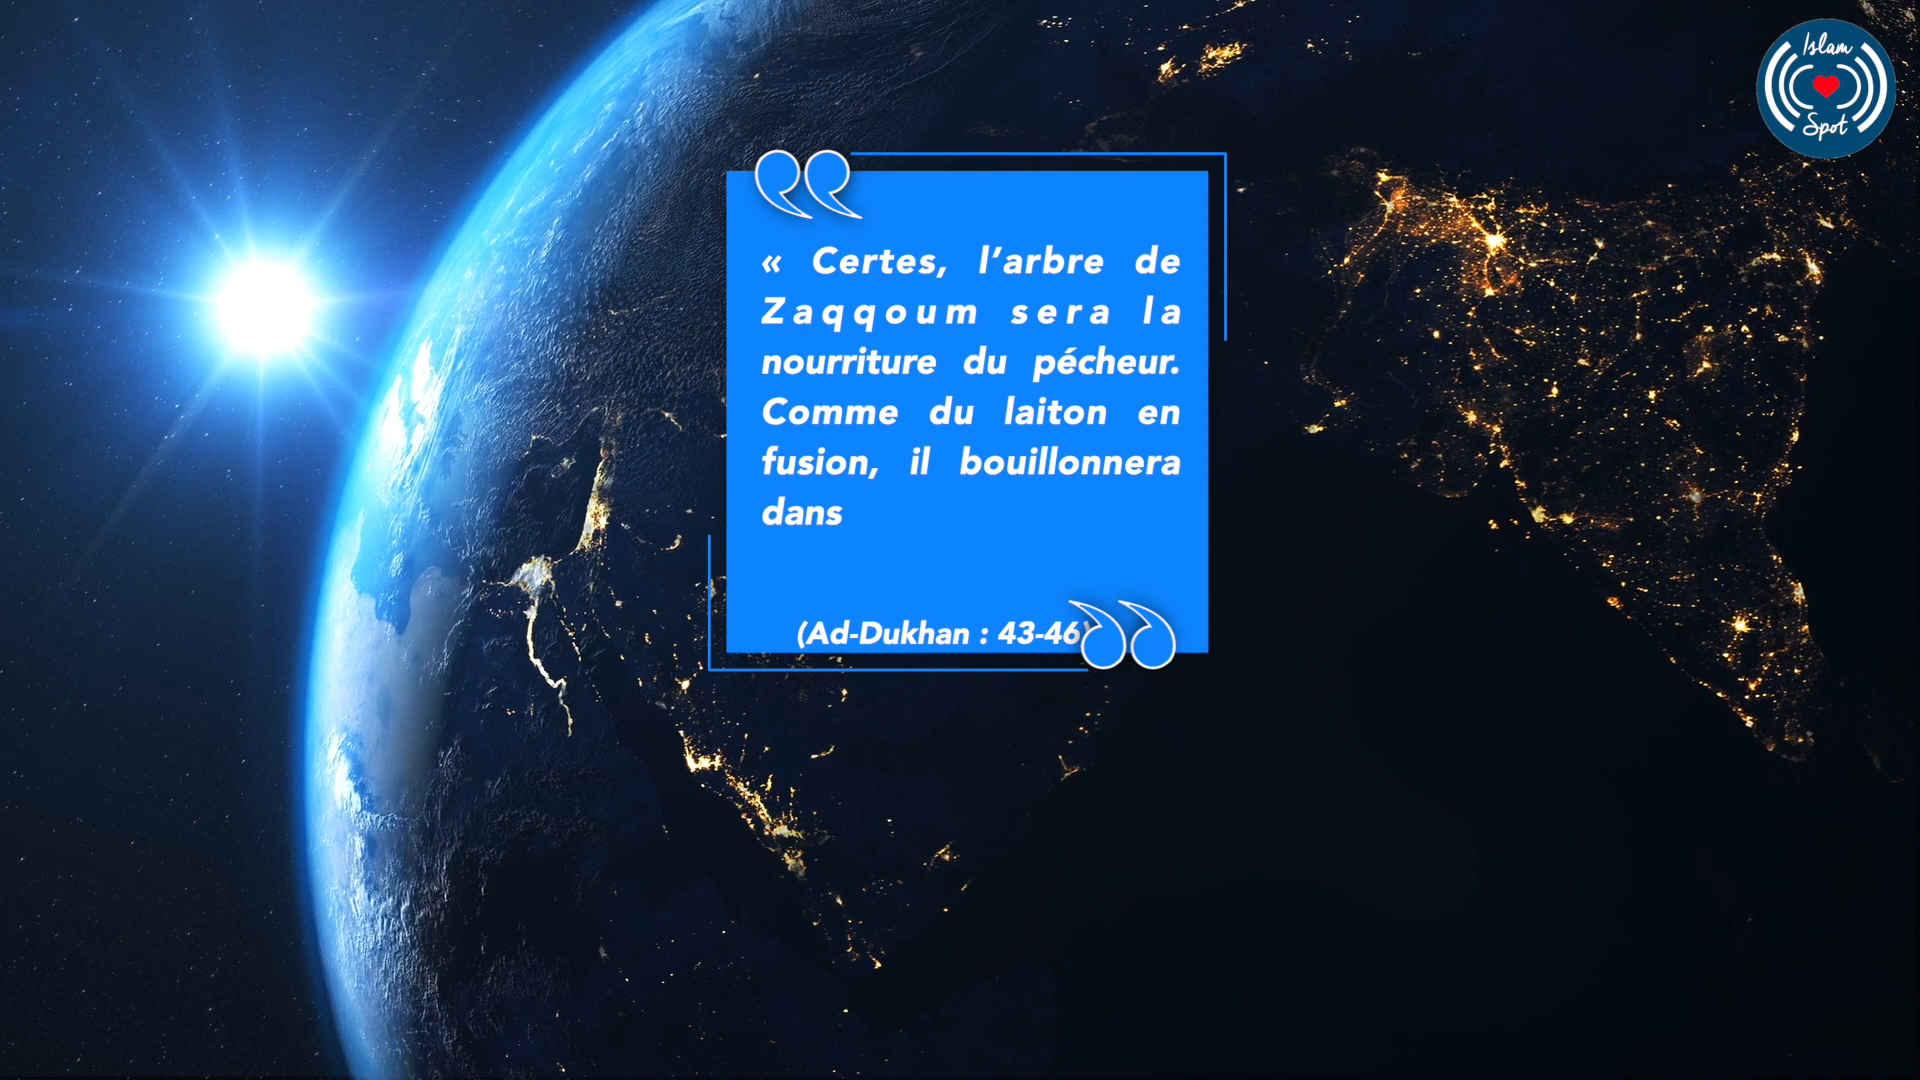 Islam
Spot
« Certes, l’arbre de
Zaqqoum sera la
nourriture du pécheur.
Comme du laiton en
fusion, il bouillonnera
dans
(Ad-Dukhan : 43-46)